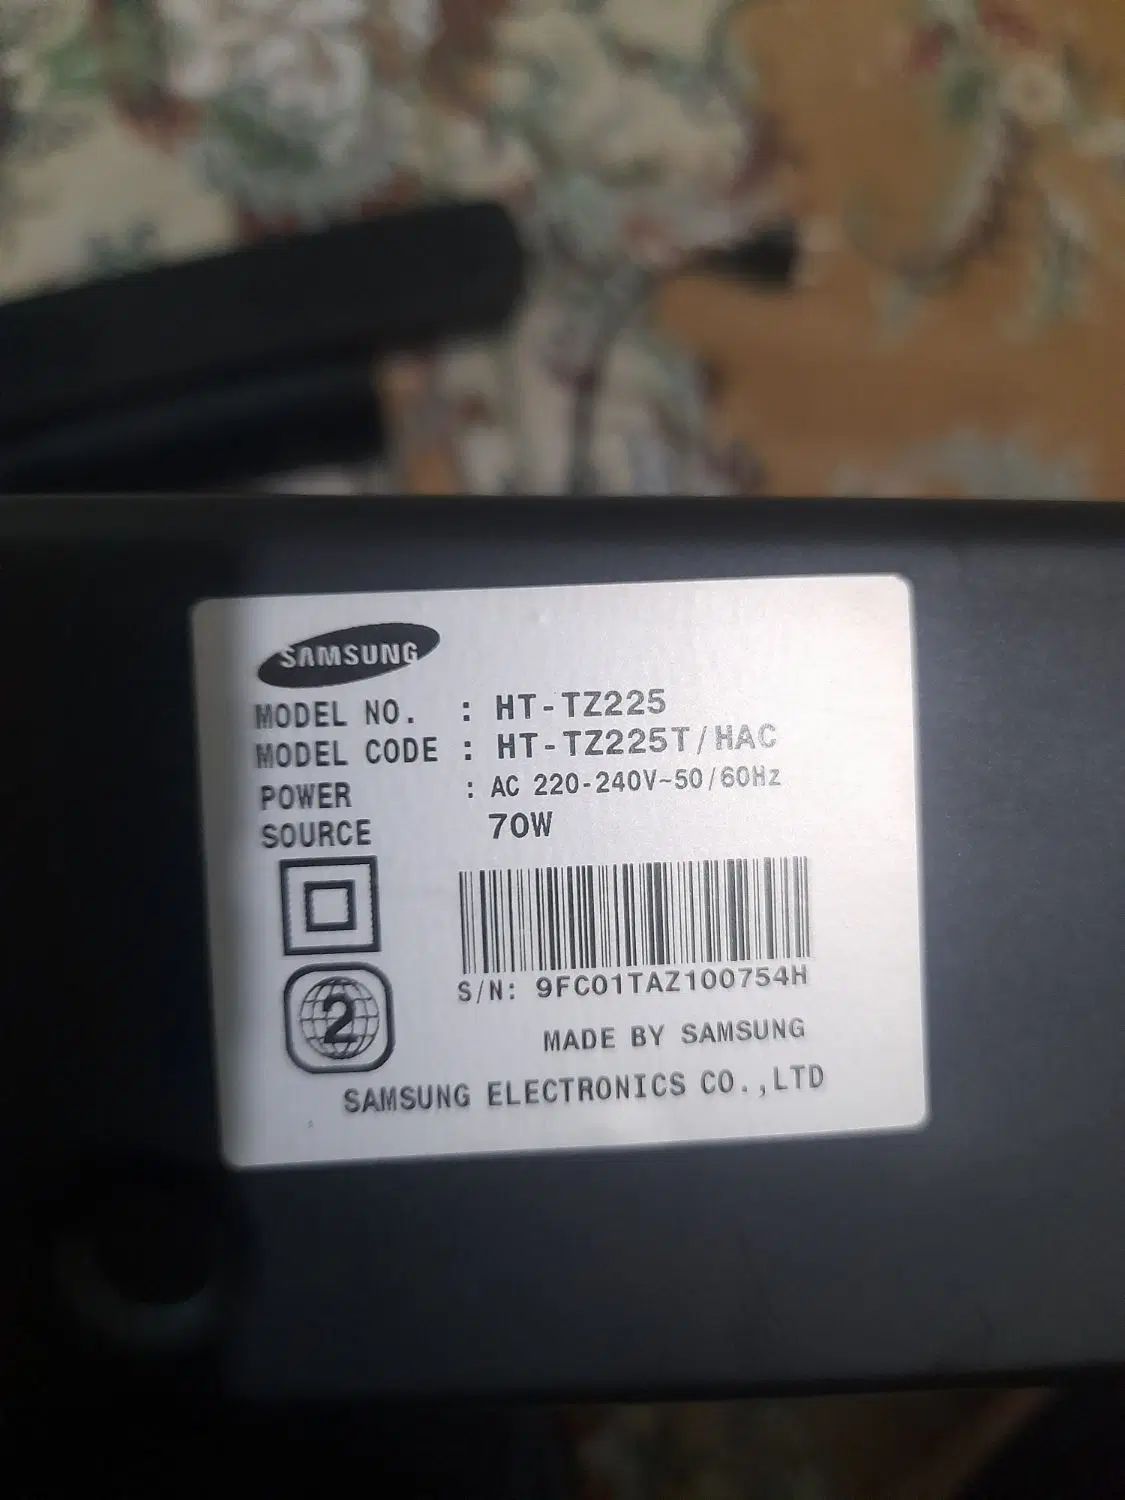 SAMSUNG
MODEL NO. : HT-TZ225
MODEL CODE : HT-TZ225T/HAC
POWER : AC 220-240V~50/60Hz
SOURCE 70W
2
S/N: 9FC01TAZ100754H
MADE BY SAMSUNG
SAMSUNG ELECTRONICS CO.,LTD